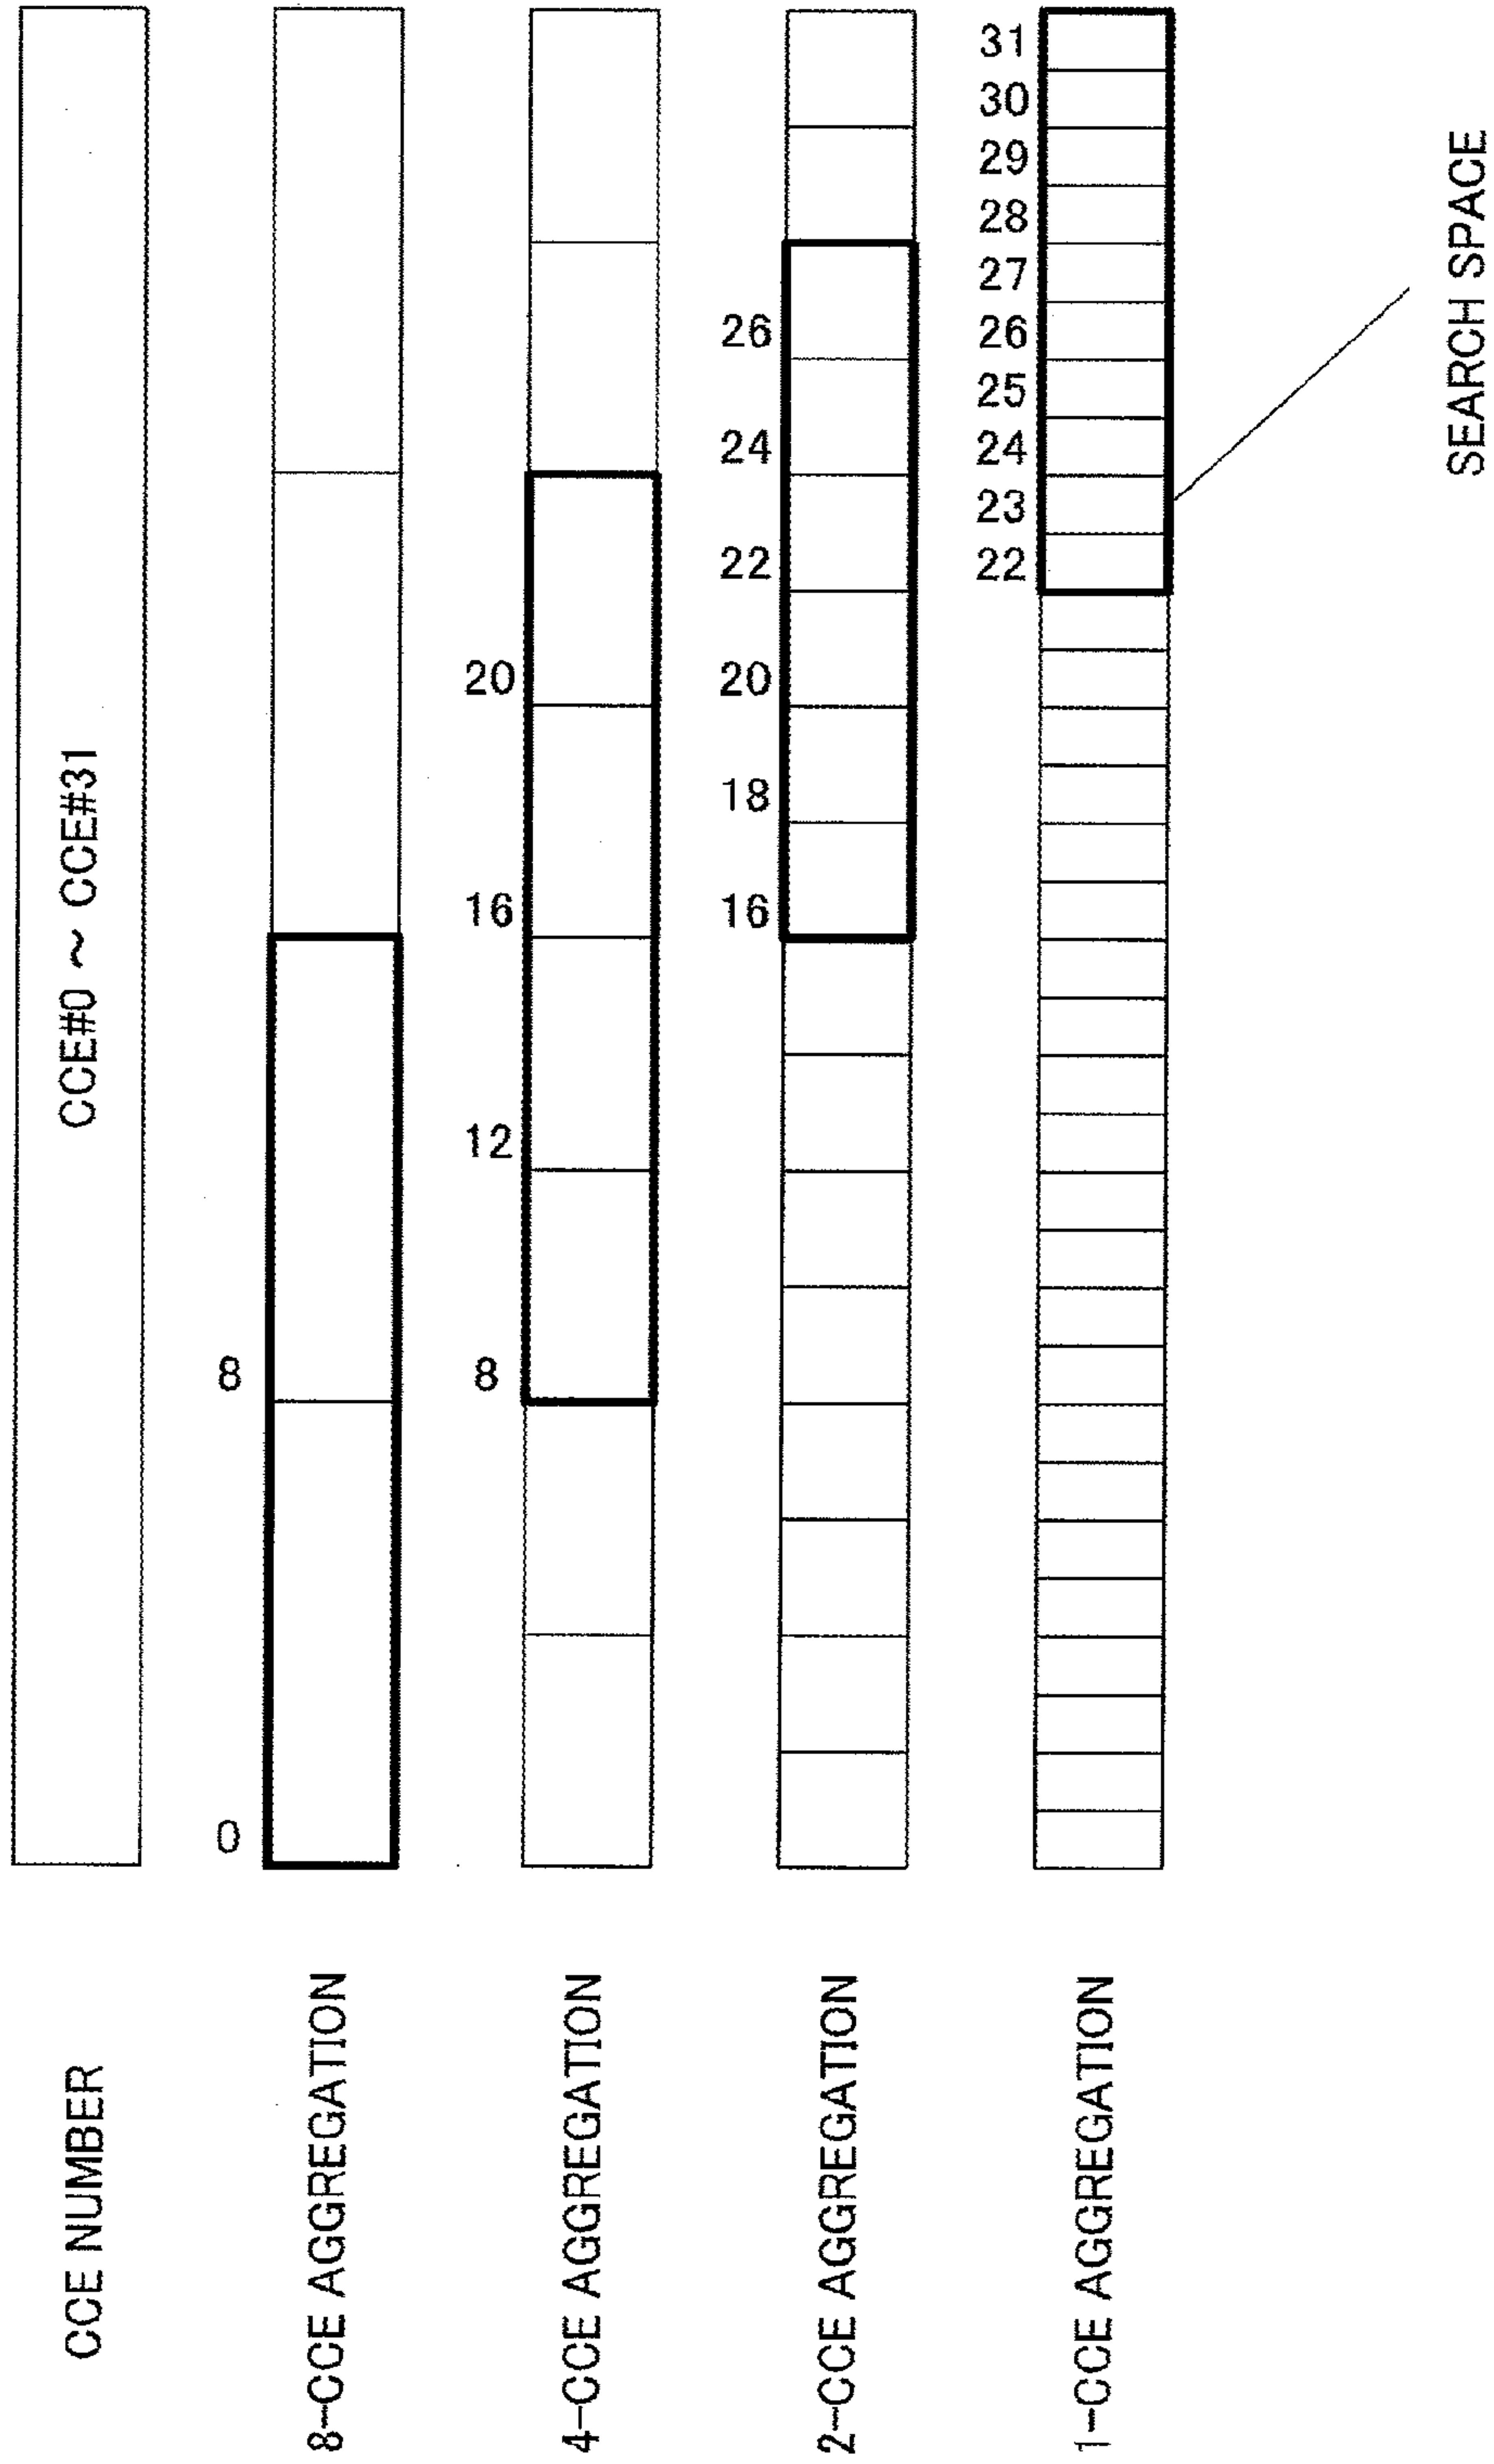 CCE NUMBER
CCE#0 ~ CCE#31
8-CCE AGGREGATION
0 8
4-CCE AGGREGATION
8 12 16 20
2-CCE AGGREGATION
16 18 20 22 24 26
1-CCE AGGREGATION
22 23 24 25 26 27 28 29 30 31
SEARCH SPACE